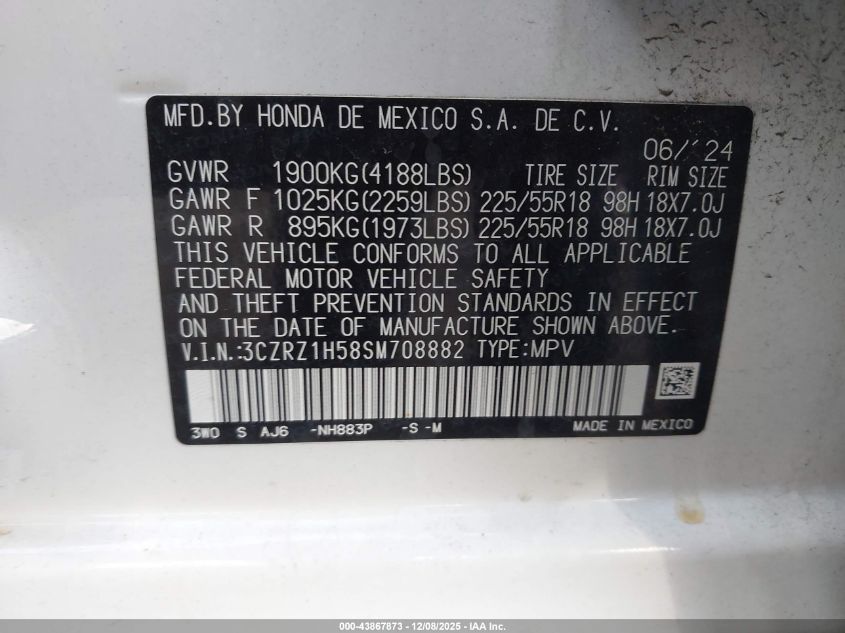 MFD.BY HONDA DE MEXICO S.A. DE C.V.
06/'24
GVWR 1900KG(4188LBS) TIRE SIZE RIM SIZE
GAWR F 1025KG(2259LBS) 225/55R18 98H 18X7.0J
GAWR R 895KG(1973LBS) 225/55R18 98H 18X7.0J
THIS VEHICLE CONFORMS TO ALL APPLICABLE
FEDERAL MOTOR VEHICLE SAFETY
AND THEFT PREVENTION STANDARDS IN EFFECT
ON THE DATE OF MANUFACTURE SHOWN ABOVE.
V.I.N.:3CZRZ1H58SM708882 TYPE:MPV
3W0 S AJ6 -NH883P -S -M MADE IN MEXICO
000-43867873 | 12/08/2025 - IAA Inc.